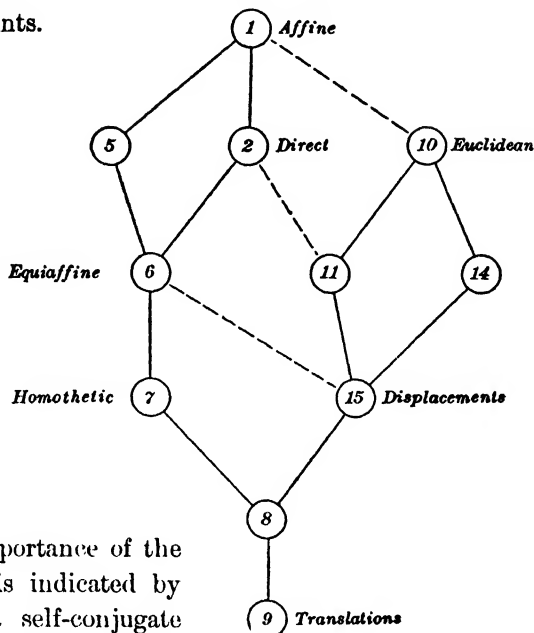 nts.
1 Affine
5 2 Direct 10 Euclidean
Equiaffine 6 11 14
Homothetic 7 15 Displacements
8
portance of the
is indicated by
self-conjugate
9 Translations